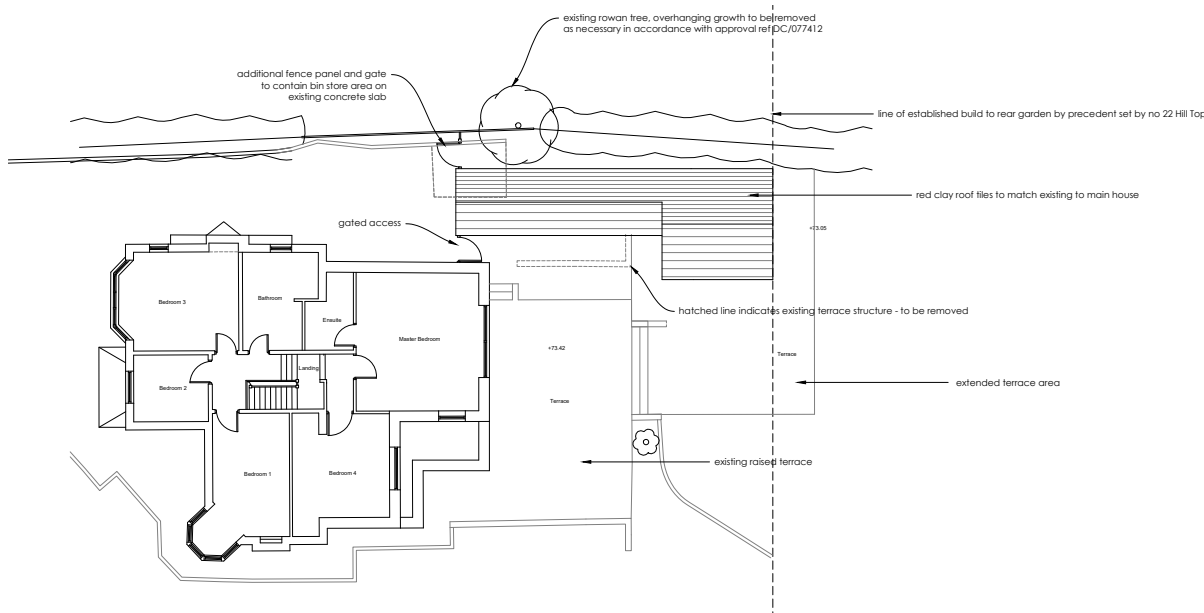 existing rowan tree, overhanging growth to be removed
as necessary in accordance with approval ref DC/077412
additional fence panel and gate
to contain bin store area on
existing concrete slab
line of established build to rear garden by precedent set by no 22 Hill Top
red clay roof tiles to match existing to main house
gated access
+73.05
Bedroom 3
Bathroom
Ensuite
Master Bedroom
hatched line indicates existing terrace structure - to be removed
+73.42
Terrace
Landing
Bedroom 2
extended terrace area
Terrace
existing raised terrace
Bedroom 1
Bedroom 4